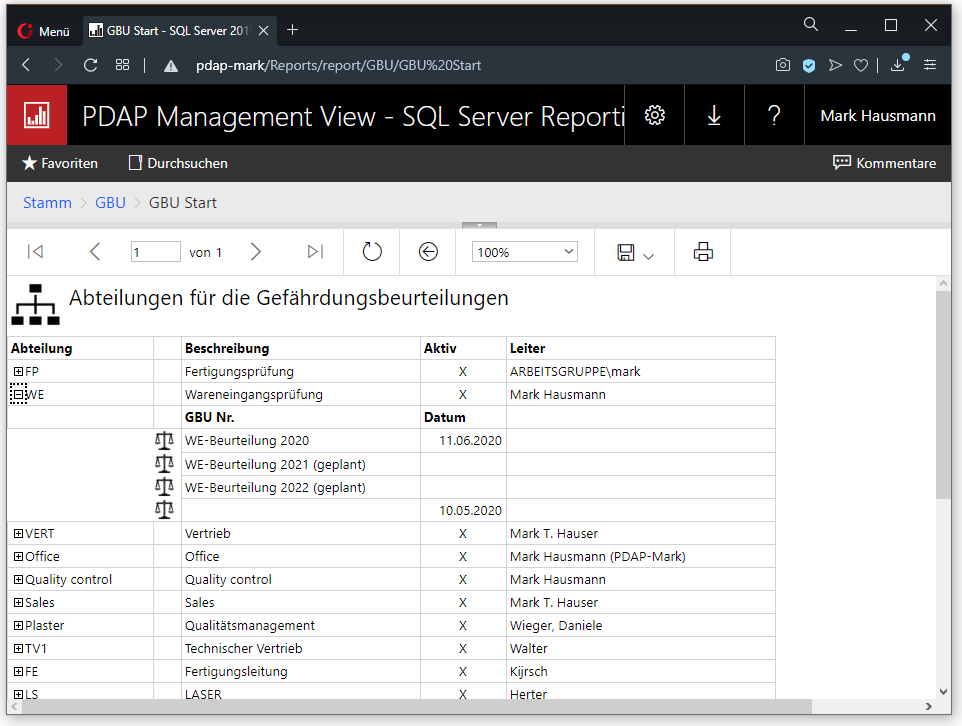 Menü
GBU Start - SQL Server 201
pdap-mark/Reports/report/GBU/GBU%20Start
PDAP Management View - SQL Server Reporti
?
Mark Hausmann
Favoriten
Durchsuchen
Kommentare
Stamm > GBU > GBU Start
1 von 1
100%
Abteilungen für die Gefährdungsbeurteilungen
Abteilung Beschreibung Aktiv Leiter
FP Fertigungsprüfung X ARBEITSGRUPPE\mark
WE Wareneingangsprüfung X Mark Hausmann
GBU Nr. Datum
WE-Beurteilung 2020 11.06.2020
WE-Beurteilung 2021 (geplant)
WE-Beurteilung 2022 (geplant)
10.05.2020
VERT Vertrieb X Mark T. Hauser
Office Office X Mark Hausmann (PDAP-Mark)
Quality control Quality control X Mark Hausmann
Sales Sales X Mark T. Hauser
Plaster Qualitätsmanagement X Wieger, Daniele
TV1 Technischer Vertrieb X Walter
FE Fertigungsleitung X Kijrsch
LS LASER X Herter